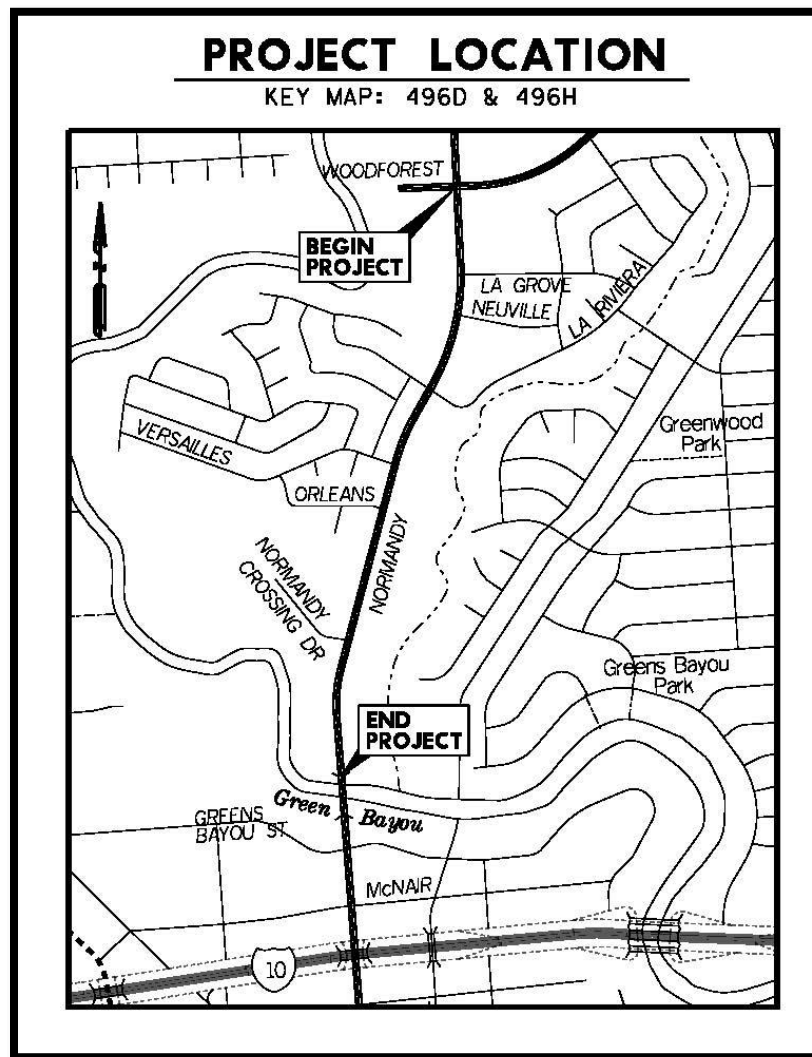 PROJECT LOCATION
KEY MAP: 496D & 496H
WOODFOREST
BEGIN
PROJECT
LA GROVE
NEUVILLE
LA RIVIERA
Greenwood
Park
VERSAILLES
ORLEANS
NORMANDY
NORMANDY
CROSSING DR
Greens Bayou
Park
END
PROJECT
Green Bayou
GREENS
BAYOU ST
McNAIR
10